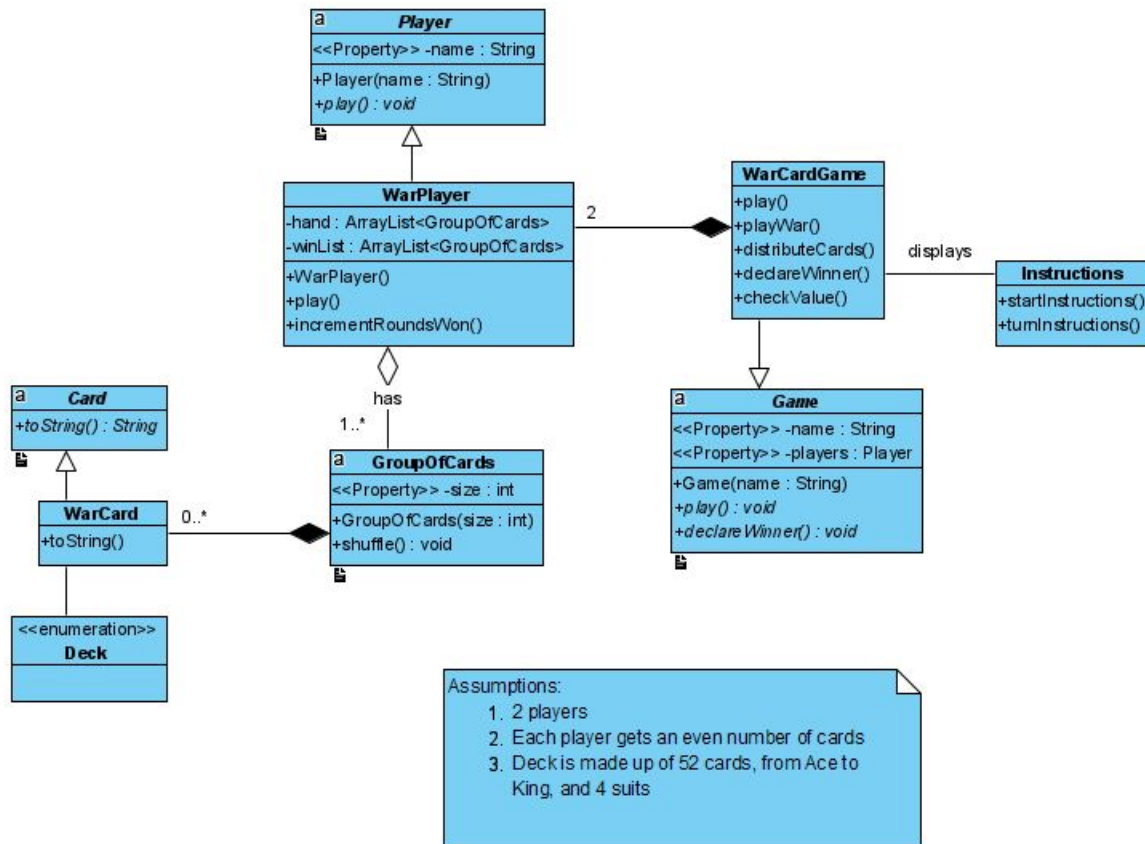 a
Player
<<Property>> -name : String
+Player(name : String)
+play() : void
WarPlayer
-hand : ArrayList<GroupOfCards>
-winList : ArrayList<GroupOfCards>
+WarPlayer()
+play()
+incrementRoundsWon()
2
WarCardGame
+play()
+playWar()
+distributeCards()
+declareWinner()
+checkValue()
displays
Instructions
+startInstructions()
+turnInstructions()
has
1..*
a
Card
+toString() : String
WarCard
+toString()
0..*
a
GroupOfCards
<<Property>> -size : int
+GroupOfCards(size : int)
+shuffle() : void
a
Game
<<Property>> -name : String
<<Property>> -players : Player
+Game(name : String)
+play() : void
+declareWinner() : void
<<enumeration>>
Deck
Assumptions:
1. 2 players
2. Each player gets an even number of cards
3. Deck is made up of 52 cards, from Ace to
King, and 4 suits